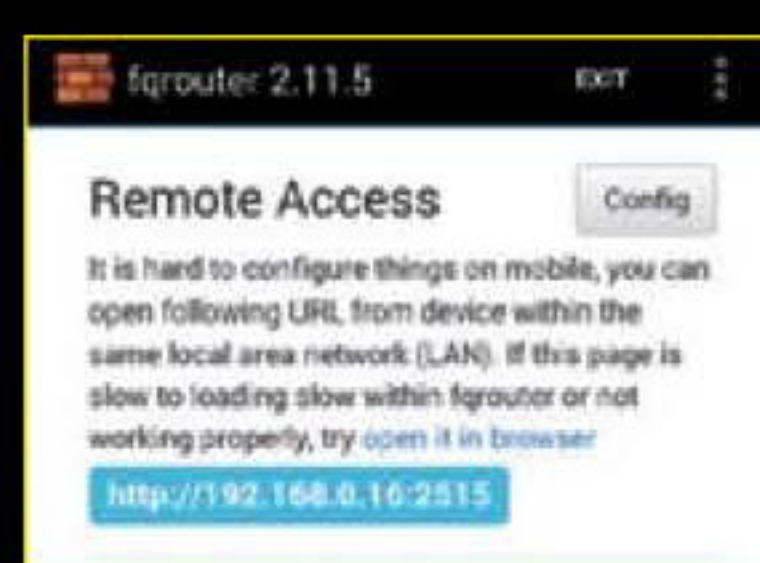 fqrouter 2.11.5
EXIT
Remote Access
Config
It is hard to configure things on mobile, you can
open following URL from device within the
same local area network (LAN). If this page is
slow to loading slow within fqrouter or not
working properly, try open it in browser
http://192.168.0.16:2515